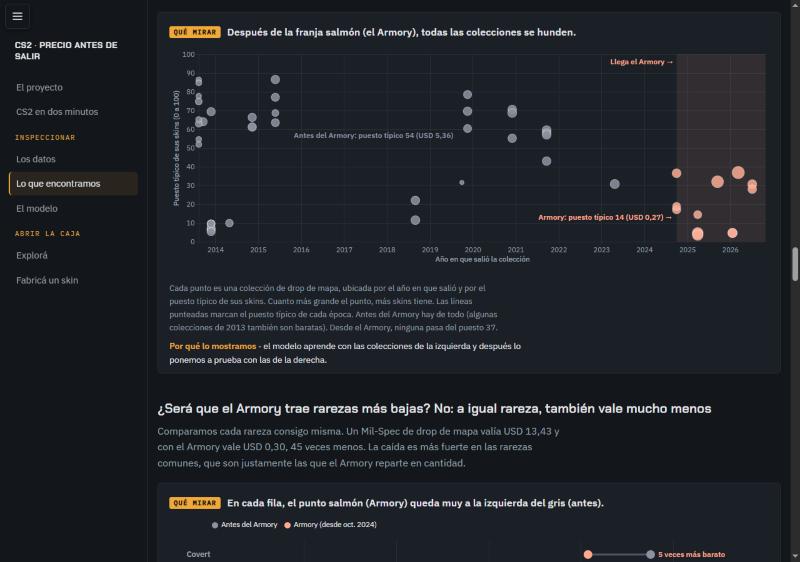 CS2 · PRECIO ANTES DE
SALIR
El proyecto
CS2 en dos minutos
INSPECCIONAR
Los datos
Lo que encontramos
El modelo
ABRIR LA CAJA
Explorá
Fabricá un skin
QUÉ MIRAR Después de la franja salmón (el Armory), todas las colecciones se hunden.
Puesto típico de sus skins (0 a 100)
100
90
80
70
60
50
40
30
20
10
0
Llega el Armory →
Antes del Armory: puesto típico 54 (USD 5,36)
Armory: puesto típico 14 (USD 0,27) →
2014 2015 2016 2017 2018 2019 2020 2021 2022 2023 2024 2025 2026
Año en que salió la colección
Cada punto es una colección de drop de mapa, ubicada por el año en que salió y por el
puesto típico de sus skins. Cuanto más grande el punto, más skins tiene. Las líneas
punteadas marcan el puesto típico de cada época. Antes del Armory hay de todo (algunas
colecciones de 2013 también son baratas). Desde el Armory, ninguna pasa del puesto 37.
Por qué lo mostramos · el modelo aprende con las colecciones de la izquierda y después lo
ponemos a prueba con las de la derecha.
¿Será que el Armory trae rarezas más bajas? No: a igual rareza, también vale mucho menos
Comparamos cada rareza consigo misma. Un Mil-Spec de drop de mapa valía USD 13,43 y
con el Armory vale USD 0,30, 45 veces menos. La caída es más fuerte en las rarezas
comunes, que son justamente las que el Armory reparte en cantidad.
QUÉ MIRAR En cada fila, el punto salmón (Armory) queda muy a la izquierda del gris (antes).
Antes del Armory Armory (desde oct. 2024)
Covert 5 veces más barato